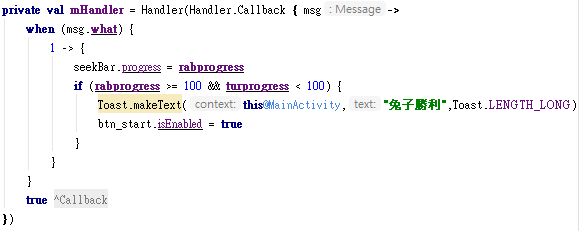 private val mHandler = Handler(Handler.Callback { msg : Message ->
    when (msg.what) {
        1 -> {
            seekBar.progress = rabprogress
            if (rabprogress >= 100 && turprogress < 100) {
                Toast.makeText( context: this@MainActivity, text: "兔子勝利",Toast.LENGTH_LONG)
                btn_start.isEnabled = true
            }
        }
    }
    true ^Callback
})